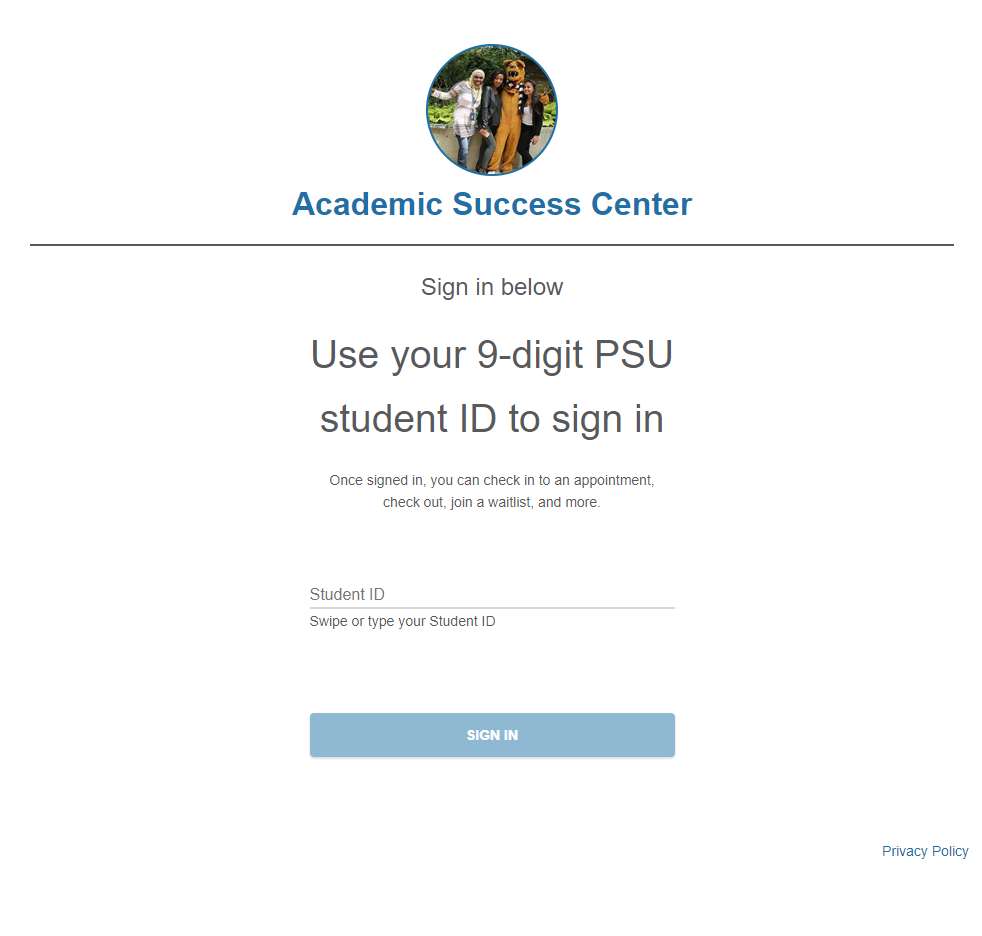 Academic Success Center
Sign in below
Use your 9-digit PSU
student ID to sign in
Once signed in, you can check in to an appointment,
check out, join a waitlist, and more.
Student ID
Swipe or type your Student ID
SIGN IN
Privacy Policy